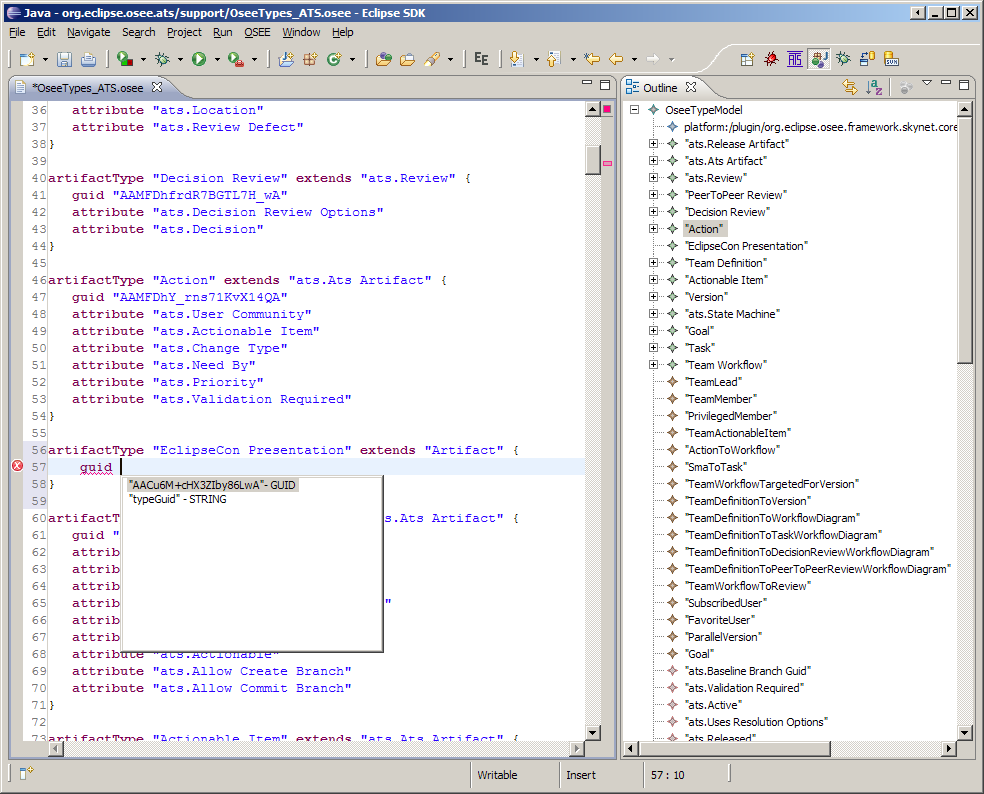 Java - org.eclipse.osee.ats/support/OseeTypes_ATS.osee - Eclipse SDK
File Edit Navigate Search Project Run OSEE Window Help
*OseeTypes_ATS.osee
36 attribute "ats.Location"
37 attribute "ats.Review Defect"
38 }
39
40 artifactType "Decision Review" extends "ats.Review" {
41 guid "AAMFDhfrdR7BGTL7H_wA"
42 attribute "ats.Decision Review Options"
43 attribute "ats.Decision"
44 }
45
46 artifactType "Action" extends "ats.Ats Artifact" {
47 guid "AAMFDhY_rns71KvX14QA"
48 attribute "ats.User Community"
49 attribute "ats.Actionable Item"
50 attribute "ats.Change Type"
51 attribute "ats.Need By"
52 attribute "ats.Priority"
53 attribute "ats.Validation Required"
54 }
55
56 artifactType "EclipseCon Presentation" extends "Artifact" {
57 guid
58 }
"AACu6M+cHX3ZIby86LwA" - GUID
"typeGuid" - STRING
59
60 artifactT s.Ats Artifact" {
61 guid "
62 attrib
63 attrib
64 attrib
65 attrib "
66 attrib
67 attrib
68 attribute "ats.Actionable"
69 attribute "ats.Allow Create Branch"
70 attribute "ats.Allow Commit Branch"
71 }
72
73 artifactType "Actionable Item" extends "ats.Ats Artifact" {
Outline
OseeTypeModel
platform:/plugin/org.eclipse.osee.framework.skynet.core
"ats.Release Artifact"
"ats.Ats Artifact"
"ats.Review"
"PeerToPeer Review"
"Decision Review"
"Action"
"EclipseCon Presentation"
"Team Definition"
"Actionable Item"
"Version"
"ats.State Machine"
"Goal"
"Task"
"Team Workflow"
"TeamLead"
"TeamMember"
"PrivilegedMember"
"TeamActionableItem"
"ActionToWorkflow"
"SmaToTask"
"TeamWorkflowTargetedForVersion"
"TeamDefinitionToVersion"
"TeamDefinitionToWorkflowDiagram"
"TeamDefinitionToTaskWorkflowDiagram"
"TeamDefinitionToDecisionReviewWorkflowDiagram"
"TeamDefinitionToPeerToPeerReviewWorkflowDiagram"
"TeamWorkflowToReview"
"SubscribedUser"
"FavoriteUser"
"ParallelVersion"
"Goal"
"ats.Baseline Branch Guid"
"ats.Validation Required"
"ats.Active"
"ats.Uses Resolution Options"
"ats.Released"
Writable Insert 57 : 10